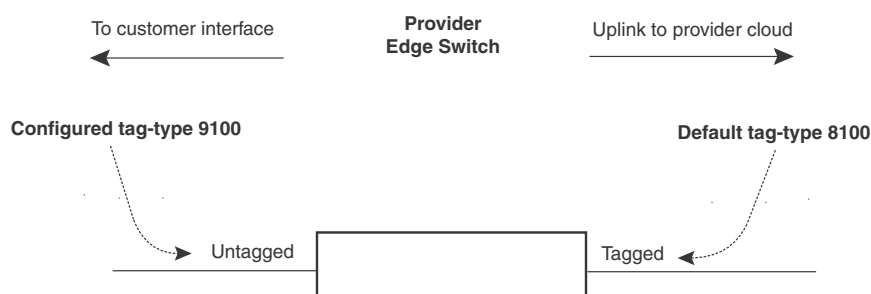 To customer interface
Provider
Edge Switch
Uplink to provider cloud
Configured tag-type 9100
Default tag-type 8100
Untagged
Tagged